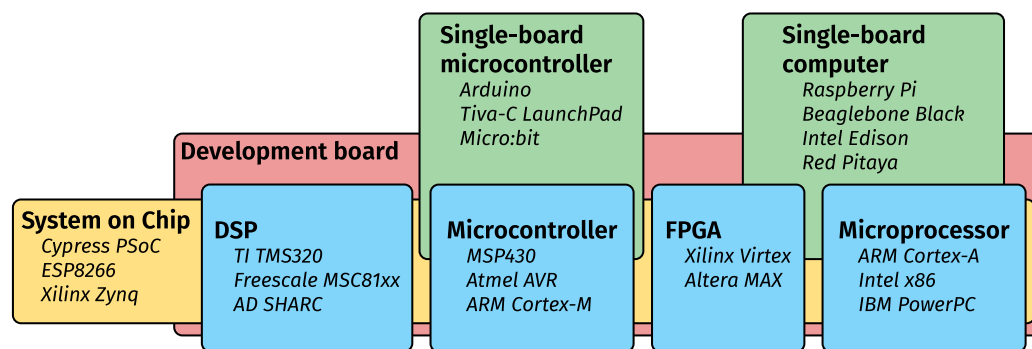 Single-board
microcontroller
Arduino
Tiva-C LaunchPad
Micro:bit
Single-board
computer
Raspberry Pi
Beaglebone Black
Intel Edison
Red Pitaya
Development board
System on Chip
Cypress PSoC
ESP8266
Xilinx Zynq
DSP
TI TMS320
Freescale MSC81xx
AD SHARC
Microcontroller
MSP430
Atmel AVR
ARM Cortex-M
FPGA
Xilinx Virtex
Altera MAX
Microprocessor
ARM Cortex-A
Intel x86
IBM PowerPC